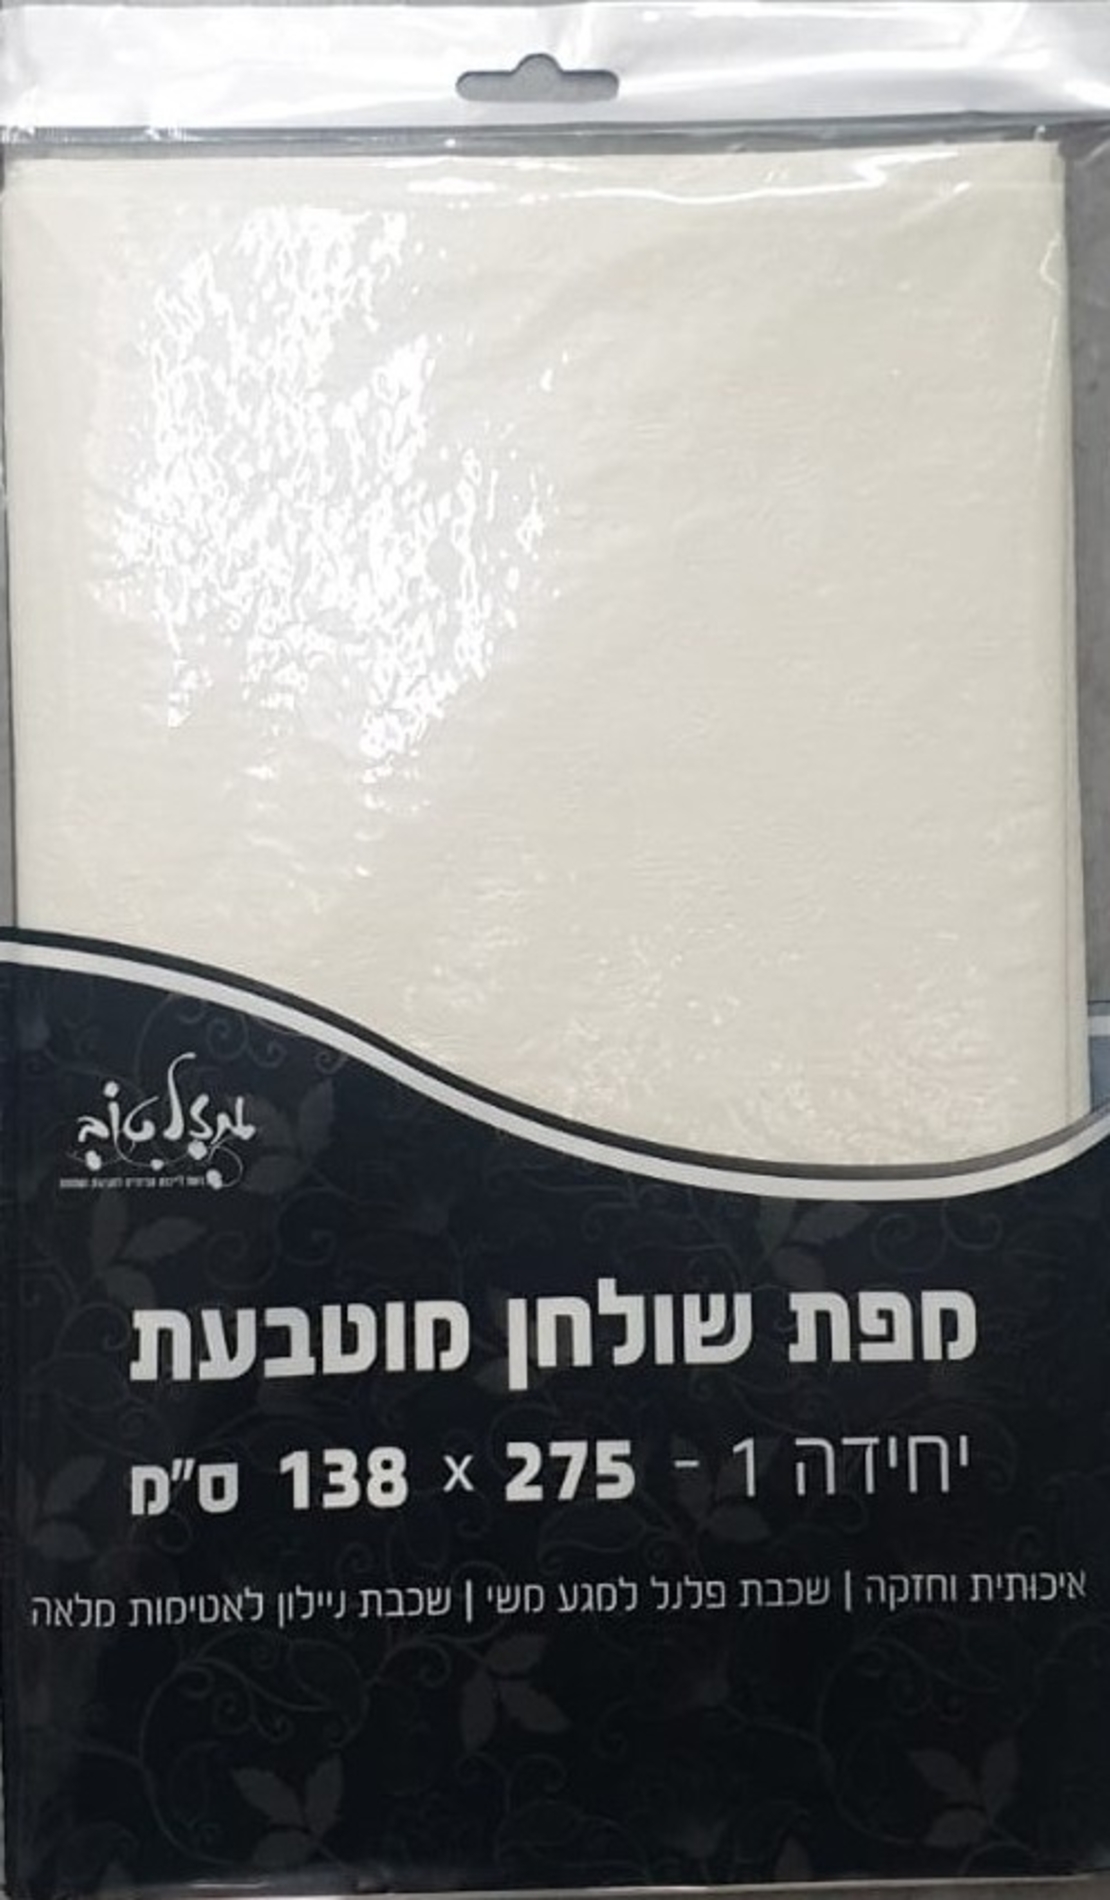 מזל טוב
מפת שולחן מוטבעת
יחידה 1 - 275 x 138 ס"מ
איכותית וחזקה | שכבת פלנל למגע משי | שכבת ניילון לאטימות מלאה